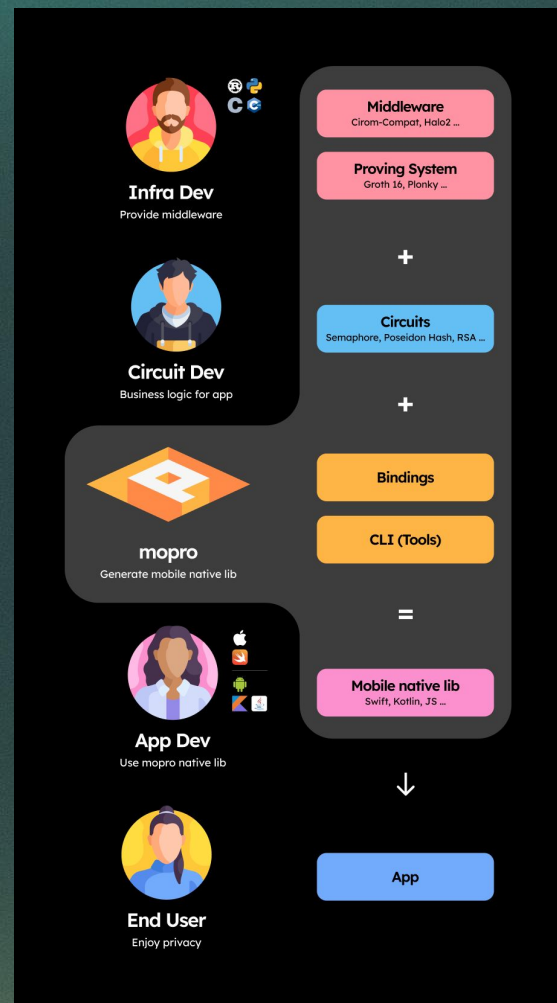 Infra Dev
Provide middleware
Middleware
Cirom-Compat, Halo2 ...
Proving System
Groth 16, Plonky ...
+
Circuit Dev
Business logic for app
Circuits
Semaphore, Poseidon Hash, RSA ...
+
mopro
Generate mobile native lib
Bindings
CLI (Tools)
=
App Dev
Use mopro native lib
Mobile native lib
Swift, Kotlin, JS ...
↓
End User
Enjoy privacy
App